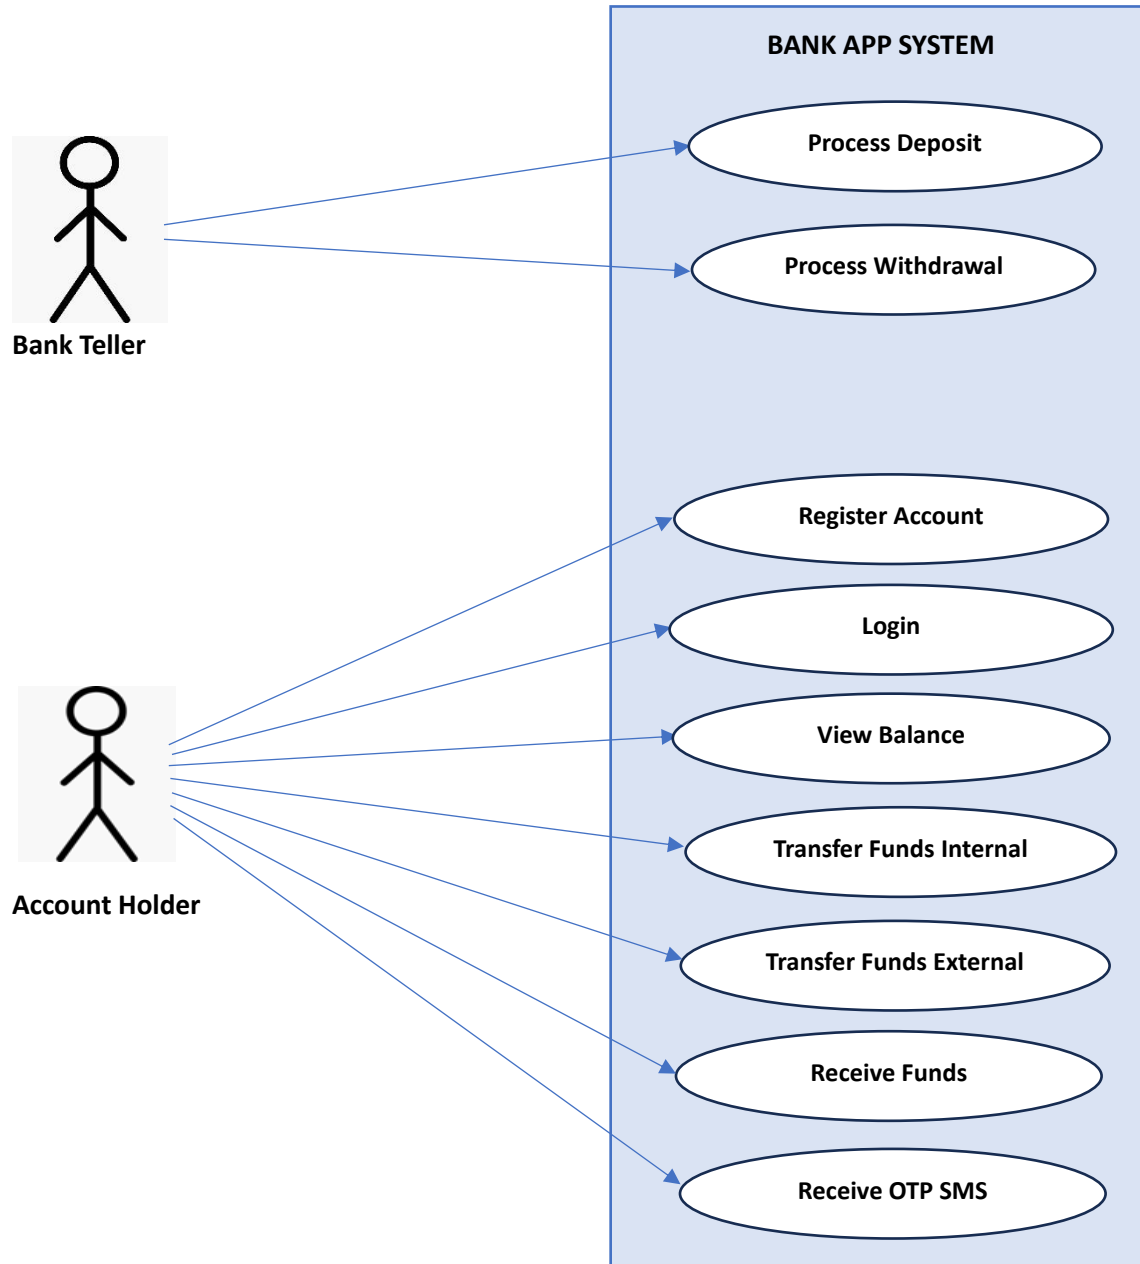 BANK APP SYSTEM
Process Deposit
Process Withdrawal
Bank Teller
Register Account
Login
View Balance
Transfer Funds Internal
Account Holder
Transfer Funds External
Receive Funds
Receive OTP SMS